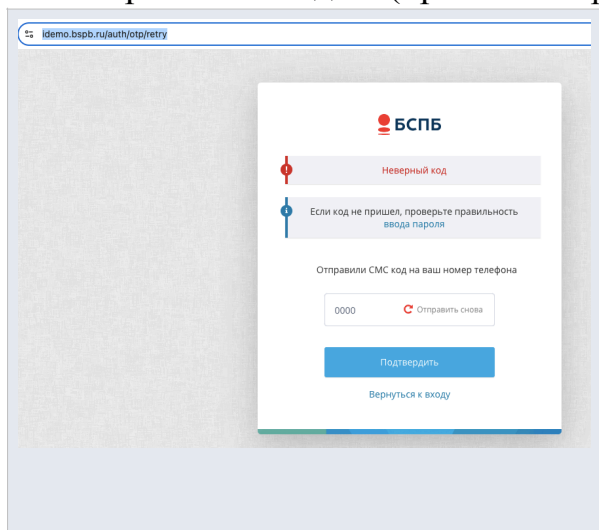 idemo.bspb.ru/auth/otp/retry
БСПБ
Неверный код
Если код не пришел, проверьте правильность
ввода пароля
Отправили СМС код на ваш номер телефона
0000 Отправить снова
Подтвердить
Вернуться к входу